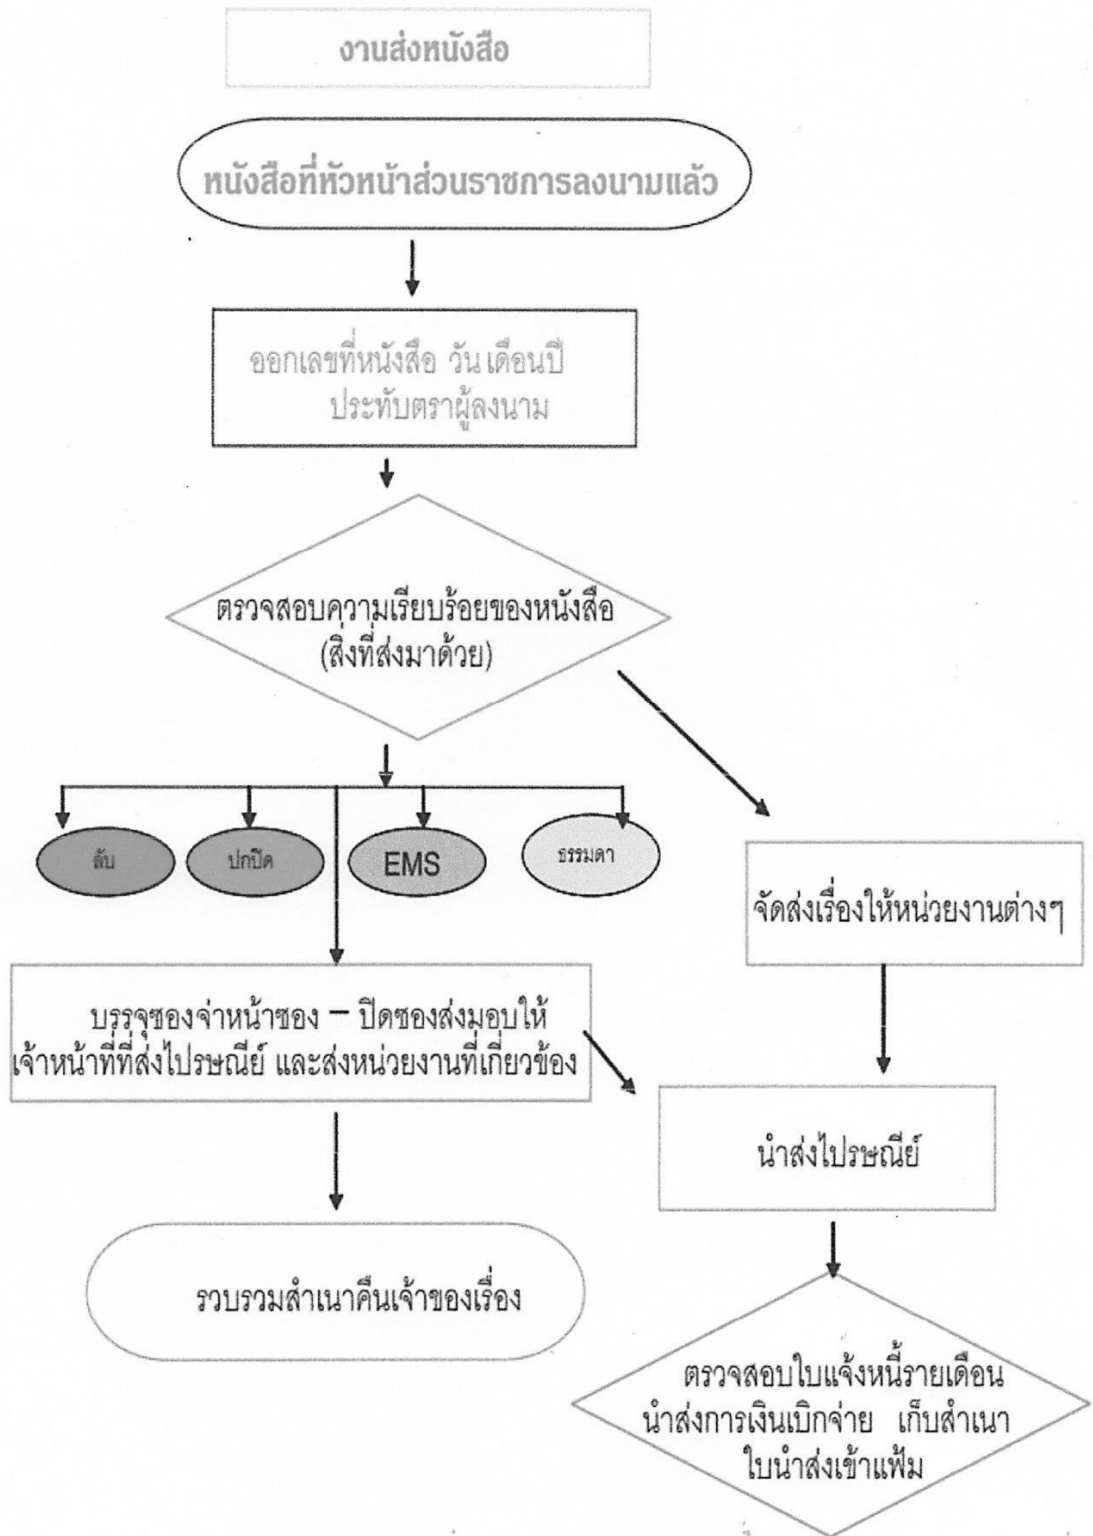 งานส่งหนังสือ
หนังสือที่หัวหน้าส่วนราชการลงนามแล้ว
ออกเลขที่หนังสือ วัน เดือนปี
ประทับตราผู้ลงนาม
ตรวจสอบความเรียบร้อยของหนังสือ
(สิ่งที่ส่งมาด้วย)
ลับ
ปกปิด
EMS
ธรรมดา
จัดส่งเรื่องให้หน่วยงานต่างๆ
บรรจุซองจ่าหน้าซอง – ปิดซองส่งมอบให้
เจ้าหน้าที่ที่ส่งไปรษณีย์ และส่งหน่วยงานที่เกี่ยวข้อง
นำส่งไปรษณีย์
รวบรวมสำเนาคืนเจ้าของเรื่อง
ตรวจสอบใบแจ้งหนี้รายเดือน
นำส่งการเงินเบิกจ่าย เก็บสำเนา
ใบนำส่งเข้าแฟ้ม